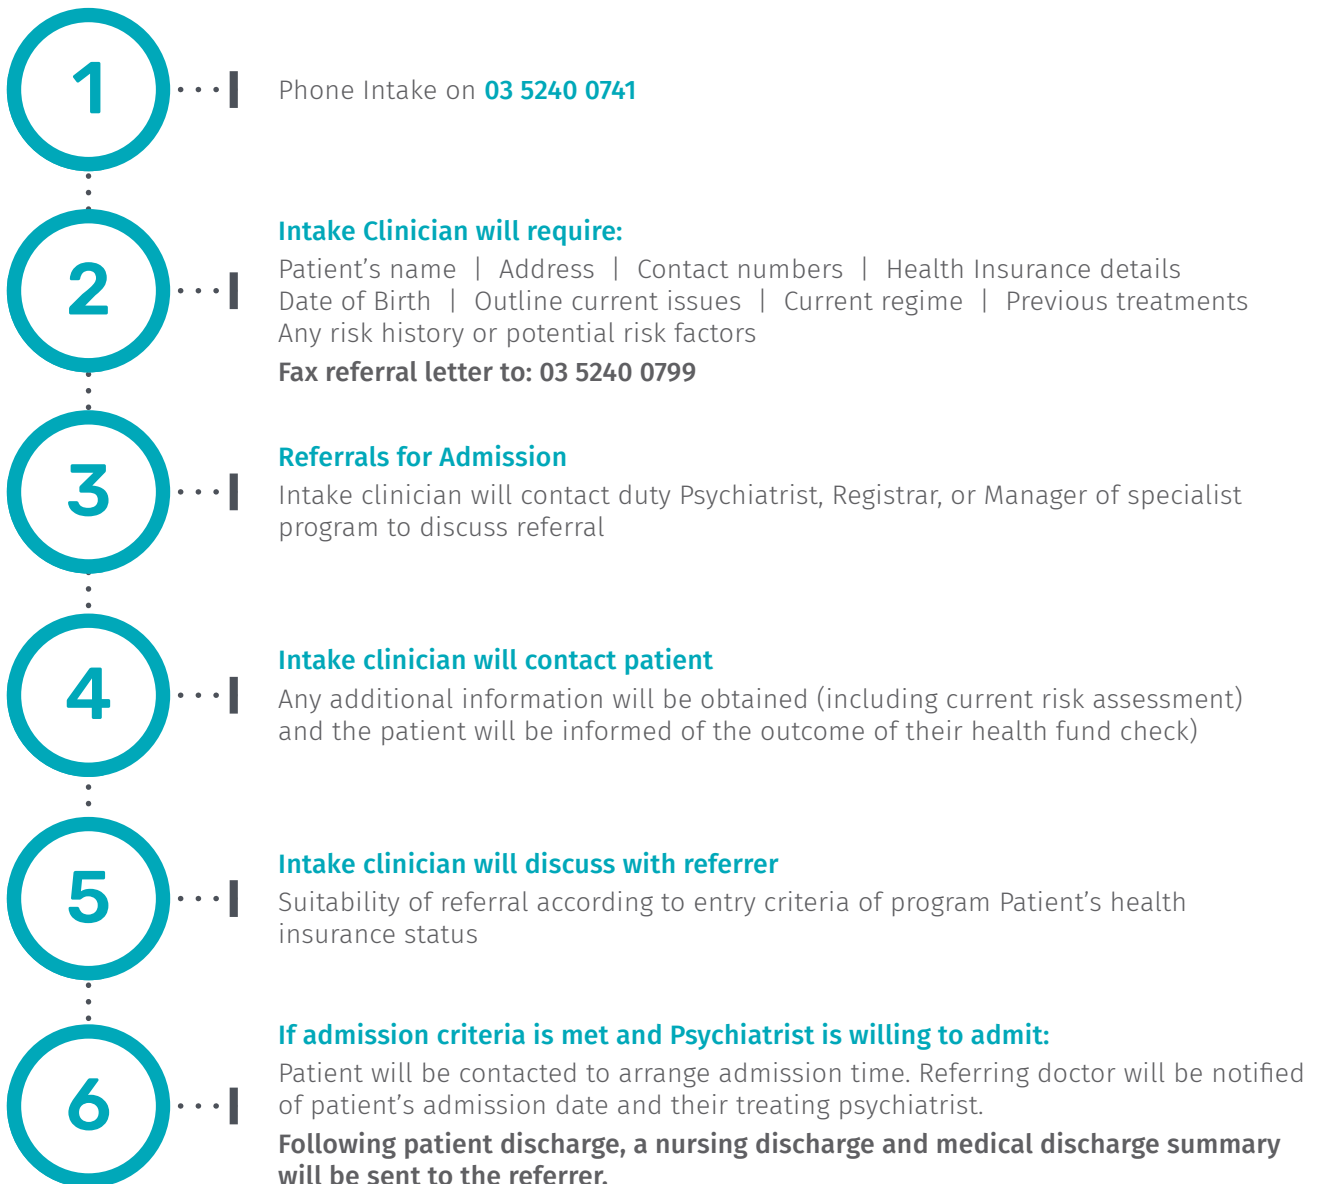 1
Phone Intake on 03 5240 0741
2
Intake Clinician will require:
Patient's name | Address | Contact numbers | Health Insurance details
Date of Birth | Outline current issues | Current regime | Previous treatments
Any risk history or potential risk factors
Fax referral letter to: 03 5240 0799
3
Referrals for Admission
Intake clinician will contact duty Psychiatrist, Registrar, or Manager of specialist
program to discuss referral
4
Intake clinician will contact patient
Any additional information will be obtained (including current risk assessment)
and the patient will be informed of the outcome of their health fund check)
5
Intake clinician will discuss with referrer
Suitability of referral according to entry criteria of program Patient's health
insurance status
6
If admission criteria is met and Psychiatrist is willing to admit:
Patient will be contacted to arrange admission time. Referring doctor will be notified
of patient's admission date and their treating psychiatrist.
Following patient discharge, a nursing discharge and medical discharge summary
will be sent to the referrer.